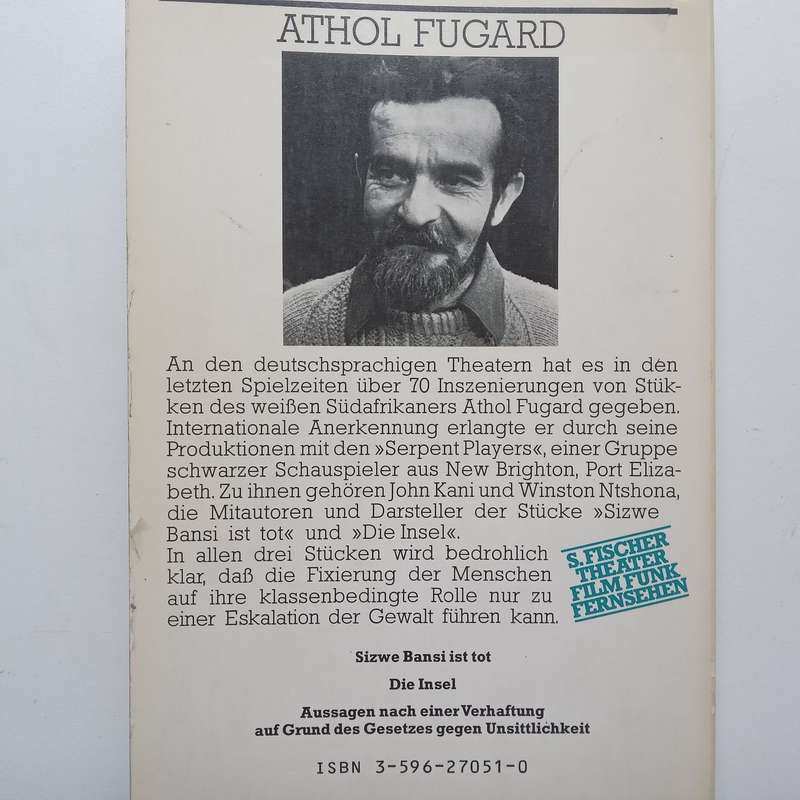 ATHOL FUGARD
An den deutschsprachigen Theatern hat es in den
letzten Spielzeiten über 70 Inszenierungen von Stük-
ken des weißen Südafrikaners Athol Fugard gegeben.
Internationale Anerkennung erlangte er durch seine
Produktionen mit den »Serpent Players«, einer Gruppe
schwarzer Schauspieler aus New Brighton, Port Eliza-
beth. Zu ihnen gehören John Kani und Winston Ntshona,
die Mitautoren und Darsteller der Stücke »Sizwe
Bansi ist tot« und »Die Insel«.
In allen drei Stücken wird bedrohlich
klar, daß die Fixierung der Menschen
auf ihre klassenbedingte Rolle nur zu
einer Eskalation der Gewalt führen kann.
S. FISCHER
THEATER
FILM FUNK
FERNSEHEN
Sizwe Bansi ist tot
Die Insel
Aussagen nach einer Verhaftung
auf Grund des Gesetzes gegen Unsittlichkeit
ISBN 3-596-27051-0